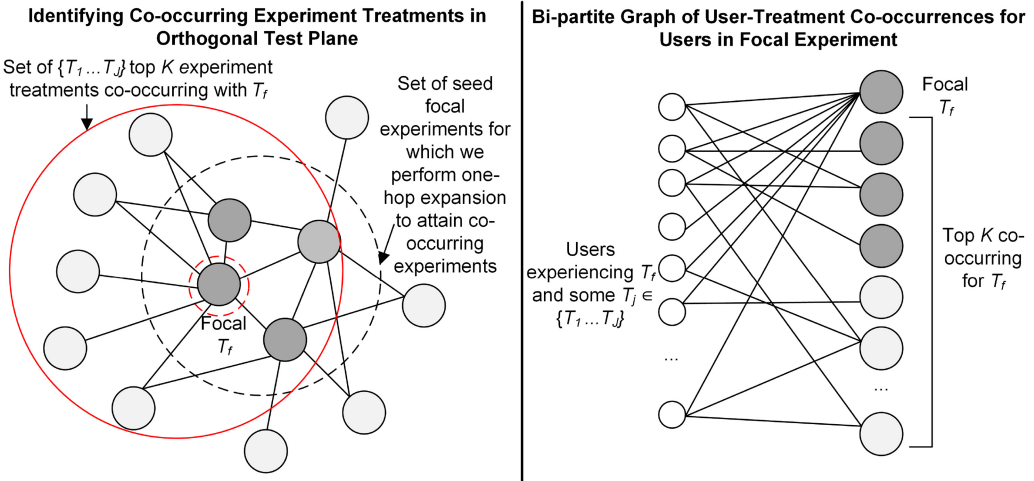 Identifying Co-occurring Experiment Treatments in
Orthogonal Test Plane
Set of {T1...TJ} top K experiment
treatments co-occurring with Tf
Set of seed
focal
experiments for
which we
perform one-
hop expansion
to attain co-
occurring
experiments
Focal
Tf
Bi-partite Graph of User-Treatment Co-occurrences for
Users in Focal Experiment
Focal
Tf
Users
experiencing Tf
and some Tj ∈
{T1...TJ}
...
...
Top K co-
occurring
for Tf